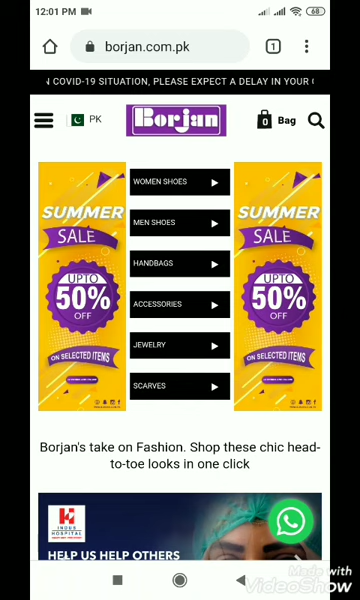 12:01 PM
68
borjan.com.pk
1
N COVID-19 SITUATION, PLEASE EXPECT A DELAY IN YOUR
PK
Borjan
0
Bag
SUMMER
SALE
UPTO
50%
OFF
ON SELECTED ITEMS
WOMEN SHOES
MEN SHOES
HANDBAGS
ACCESSORIES
JEWELRY
SCARVES
SUMMER
SALE
UPTO
50%
OFF
ON SELECTED ITEMS
Borjan's take on Fashion. Shop these chic head-
to-toe looks in one click
INDUS
HOSPITAL
HELP US HELP OTHERS
Made with
VideoShow